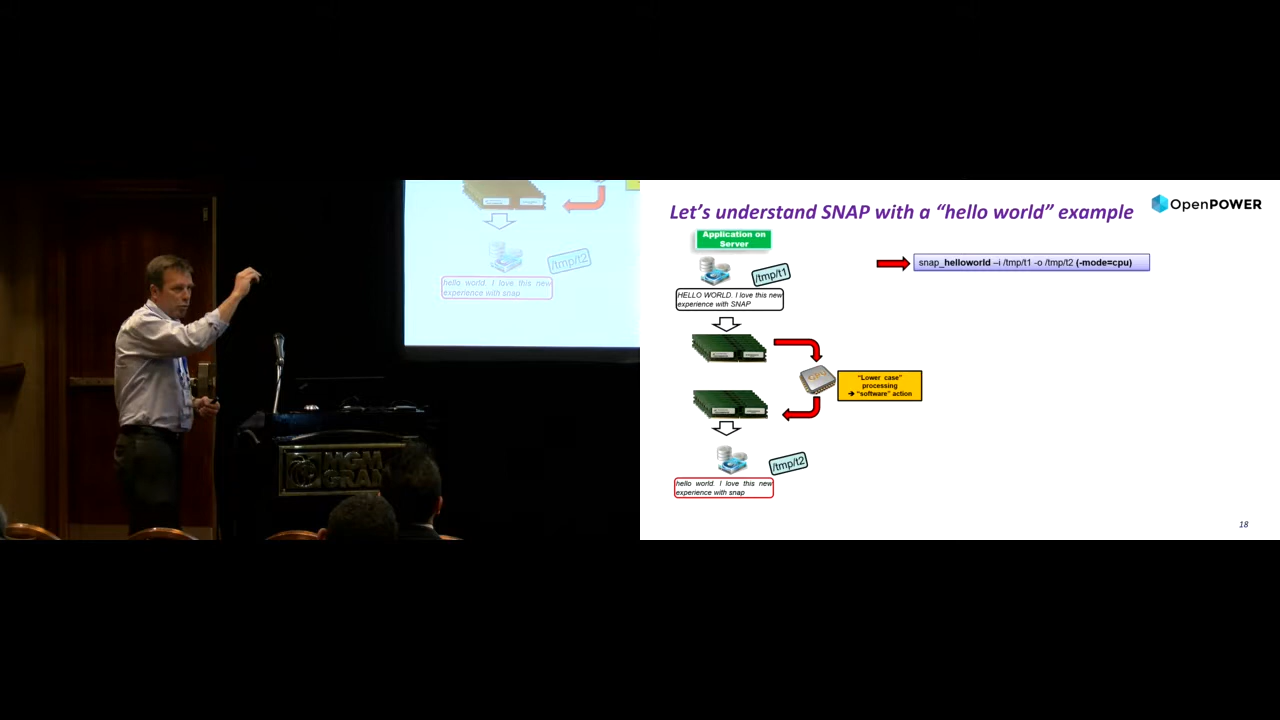 /tmp/t2
hello world. I love this new
experience with snap
MGM
GRAN
Let's understand SNAP with a “hello world” example
OpenPOWER
Application on
Server
/tmp/t1
snap_helloworld –i /tmp/t1 -o /tmp/t2 (-mode=cpu)
HELLO WORLD. I love this new
experience with SNAP
“Lower case”
processing
➔ “software” action
/tmp/t2
hello world. I love this new
experience with snap
18